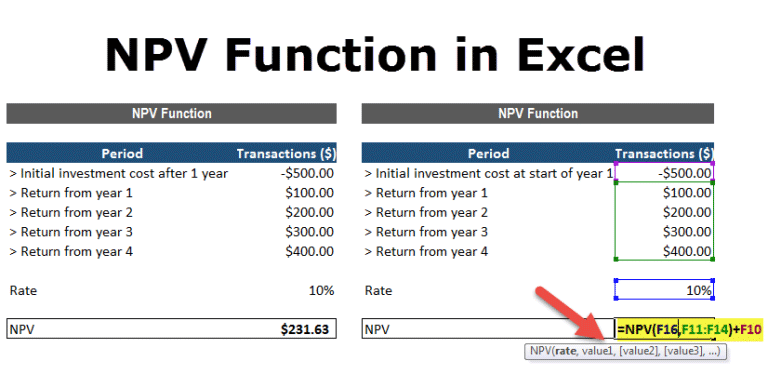 NPV Function in Excel
NPV Function
Period Transactions ($)
> Initial investment cost after 1 year -$500.00
> Return from year 1 $100.00
> Return from year 2 $200.00
> Return from year 3 $300.00
> Return from year 4 $400.00
Rate 10%
NPV $231.63
NPV Function
Period Transactions ($)
> Initial investment cost at start of year 1 -$500.00
> Return from year 1 $100.00
> Return from year 2 $200.00
> Return from year 3 $300.00
> Return from year 4 $400.00
Rate 10%
NPV =NPV(F16,F11:F14)+F10
NPV(rate, value1, [value2], [value3], ...)